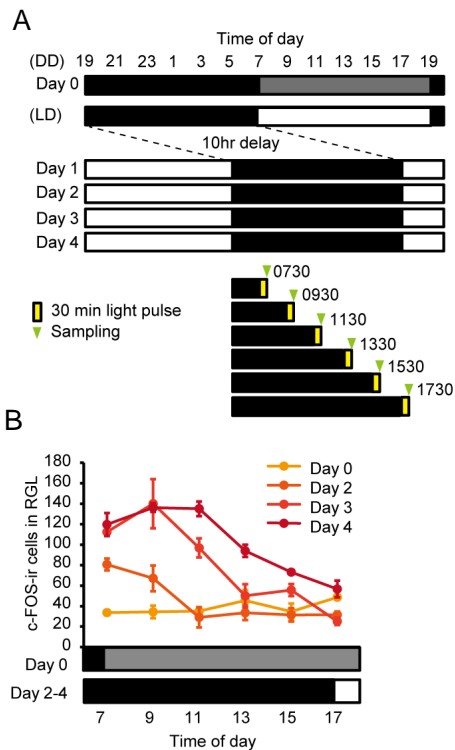 A
Time of day
(DD) 19 21 23 1 3 5 7 9 11 13 15 17 19
Day 0
(LD)
10hr delay
Day 1
Day 2
Day 3
Day 4
0730
0930
1130
1330
1530
1730
30 min light pulse
Sampling
B
c-FOS-ir cells in RGL
180
160
140
120
100
80
60
40
20
0
Day 0
Day 2
Day 3
Day 4
Day 0
Day 2-4
7 9 11 13 15 17
Time of day